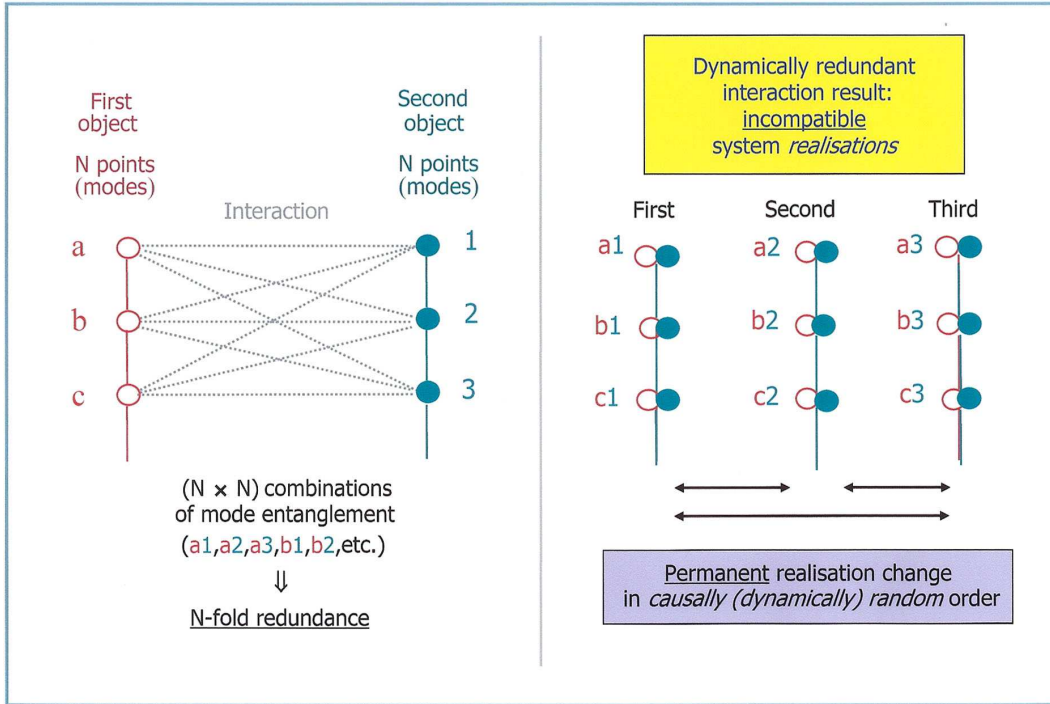 First
object
N points
(modes)
Second
object
N points
(modes)
Interaction
a
b
c
1
2
3
(N × N) combinations
of mode entanglement
(a1,a2,a3,b1,b2,etc.)
⇓
N-fold redundance
Dynamically redundant
interaction result:
incompatible
system realisations
First Second Third
a1 a2 a3
b1 b2 b3
c1 c2 c3
Permanent realisation change
in causally (dynamically) random order